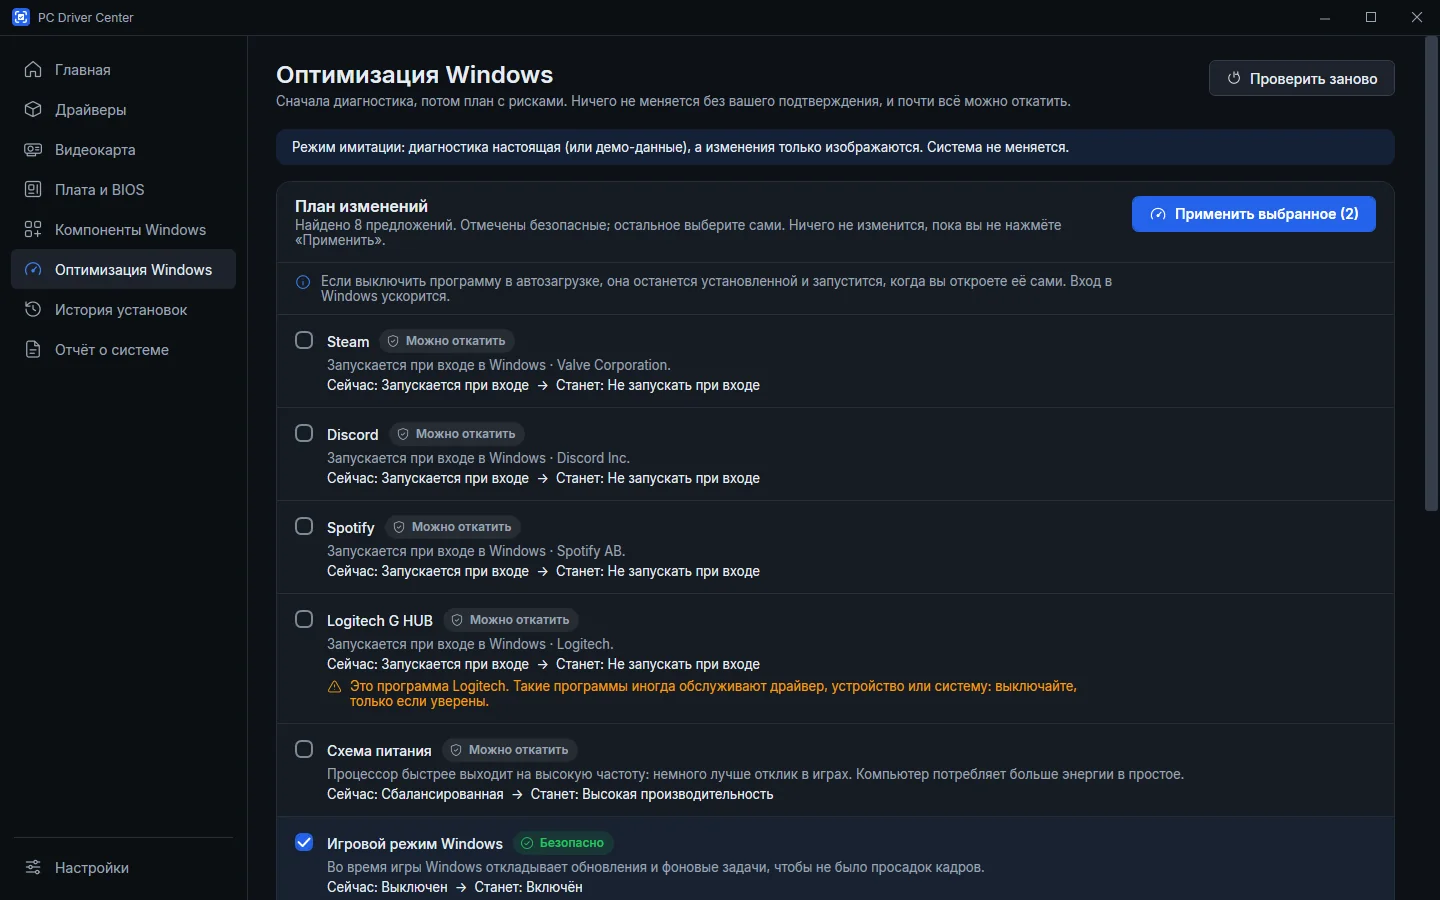 PC Driver Center
Главная
Драйверы
Видеокарта
Плата и BIOS
Компоненты Windows
Оптимизация Windows
История установок
Отчёт о системе
Настройки
Оптимизация Windows
Сначала диагностика, потом план с рисками. Ничего не меняется без вашего подтверждения, и почти всё можно откатить.
Проверить заново
Режим имитации: диагностика настоящая (или демо-данные), а изменения только изображаются. Система не меняется.
План изменений
Найдено 8 предложений. Отмечены безопасные; остальное выберите сами. Ничего не изменится, пока вы не нажмёте
«Применить».
Применить выбранное (2)
Если выключить программу в автозагрузке, она останется установленной и запустится, когда вы откроете её сами. Вход в
Windows ускорится.
Steam Можно откатить
Запускается при входе в Windows · Valve Corporation.
Сейчас: Запускается при входе → Станет: Не запускать при входе
Discord Можно откатить
Запускается при входе в Windows · Discord Inc.
Сейчас: Запускается при входе → Станет: Не запускать при входе
Spotify Можно откатить
Запускается при входе в Windows · Spotify AB.
Сейчас: Запускается при входе → Станет: Не запускать при входе
Logitech G HUB Можно откатить
Запускается при входе в Windows · Logitech.
Сейчас: Запускается при входе → Станет: Не запускать при входе
Это программа Logitech. Такие программы иногда обслуживают драйвер, устройство или систему: выключайте,
только если уверены.
Схема питания Можно откатить
Процессор быстрее выходит на высокую частоту: немного лучше отклик в играх. Компьютер потребляет больше энергии в простое.
Сейчас: Сбалансированная → Станет: Высокая производительность
Игровой режим Windows Безопасно
Во время игры Windows откладывает обновления и фоновые задачи, чтобы не было просадок кадров.
Сейчас: Выключен → Станет: Включён